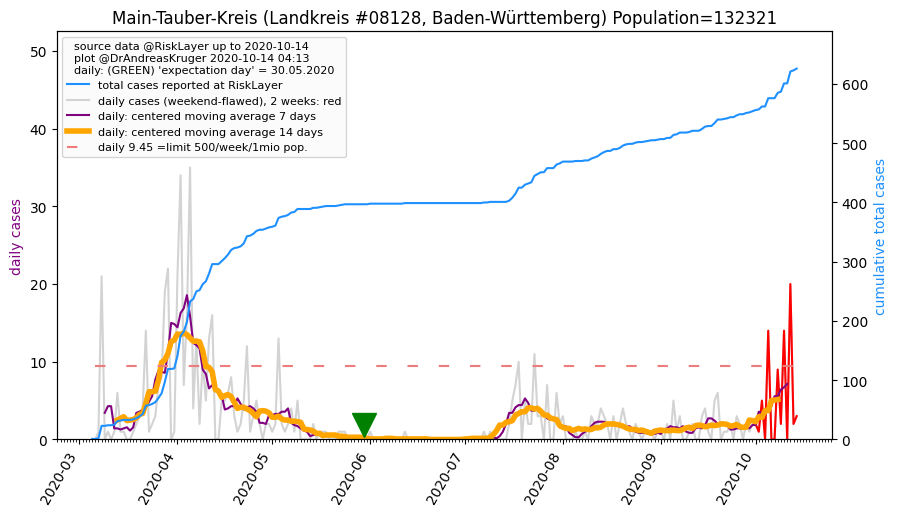 Main-Tauber-Kreis (Landkreis #08128, Baden-Württemberg) Population=132321
source data @RiskLayer up to 2020-10-14
plot @DrAndreasKruger 2020-10-14 04:13
daily: (GREEN) 'expectation day' = 30.05.2020
total cases reported at RiskLayer
daily cases (weekend-flawed), 2 weeks: red
daily: centered moving average 7 days
daily: centered moving average 14 days
daily 9.45 =limit 500/week/1mio pop.
daily cases
50
40
30
20
10
0
cumulative total cases
600
500
400
300
200
100
0
2020-03
2020-04
2020-05
2020-06
2020-07
2020-08
2020-09
2020-10